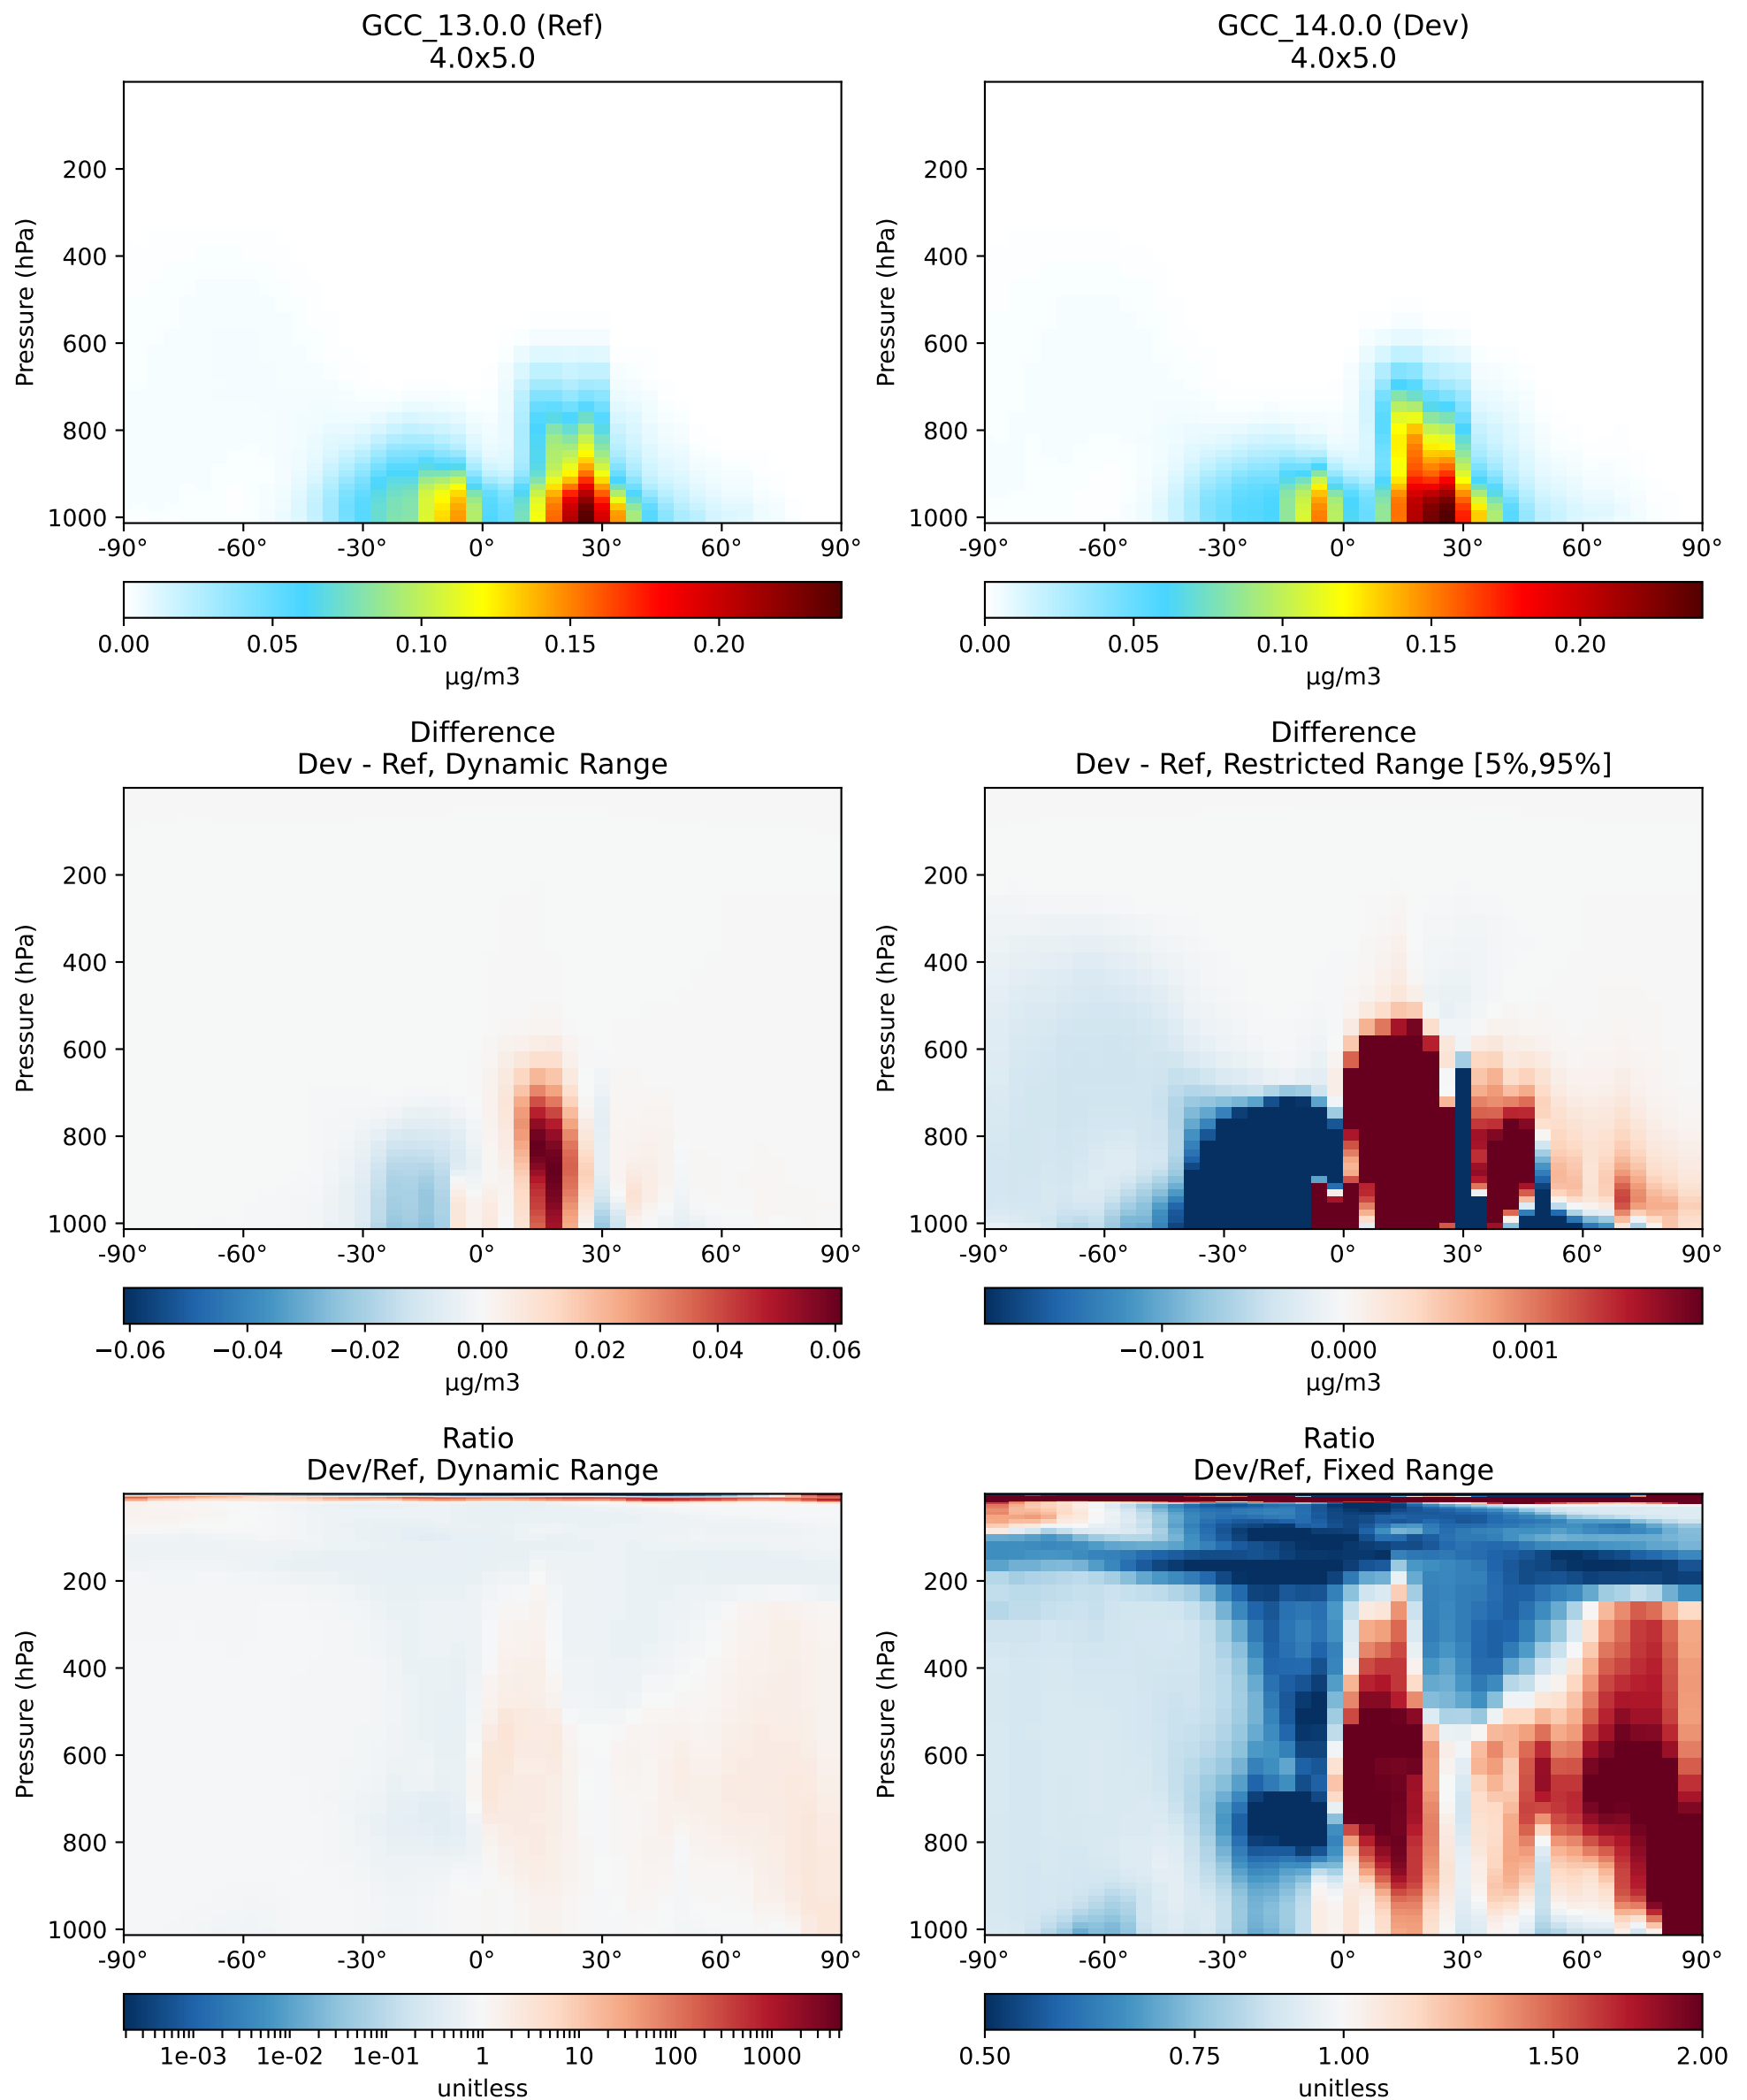 GCC_13.0.0 (Ref)
4.0x5.0
Pressure (hPa)
200
400
600
800
1000
-90° -60° -30° 0° 30° 60° 90°
0.00 0.05 0.10 0.15 0.20
μg/m3
GCC_14.0.0 (Dev)
4.0x5.0
Pressure (hPa)
200
400
600
800
1000
-90° -60° -30° 0° 30° 60° 90°
0.00 0.05 0.10 0.15 0.20
μg/m3
Difference
Dev - Ref, Dynamic Range
Pressure (hPa)
200
400
600
800
1000
-90° -60° -30° 0° 30° 60° 90°
−0.06 −0.04 −0.02 0.00 0.02 0.04 0.06
μg/m3
Difference
Dev - Ref, Restricted Range [5%,95%]
Pressure (hPa)
200
400
600
800
1000
-90° -60° -30° 0° 30° 60° 90°
−0.001 0.000 0.001
μg/m3
Ratio
Dev/Ref, Dynamic Range
Pressure (hPa)
200
400
600
800
1000
-90° -60° -30° 0° 30° 60° 90°
1e-03 1e-02 1e-01 1 10 100 1000
unitless
Ratio
Dev/Ref, Fixed Range
Pressure (hPa)
200
400
600
800
1000
-90° -60° -30° 0° 30° 60° 90°
0.50 0.75 1.00 1.50 2.00
unitless